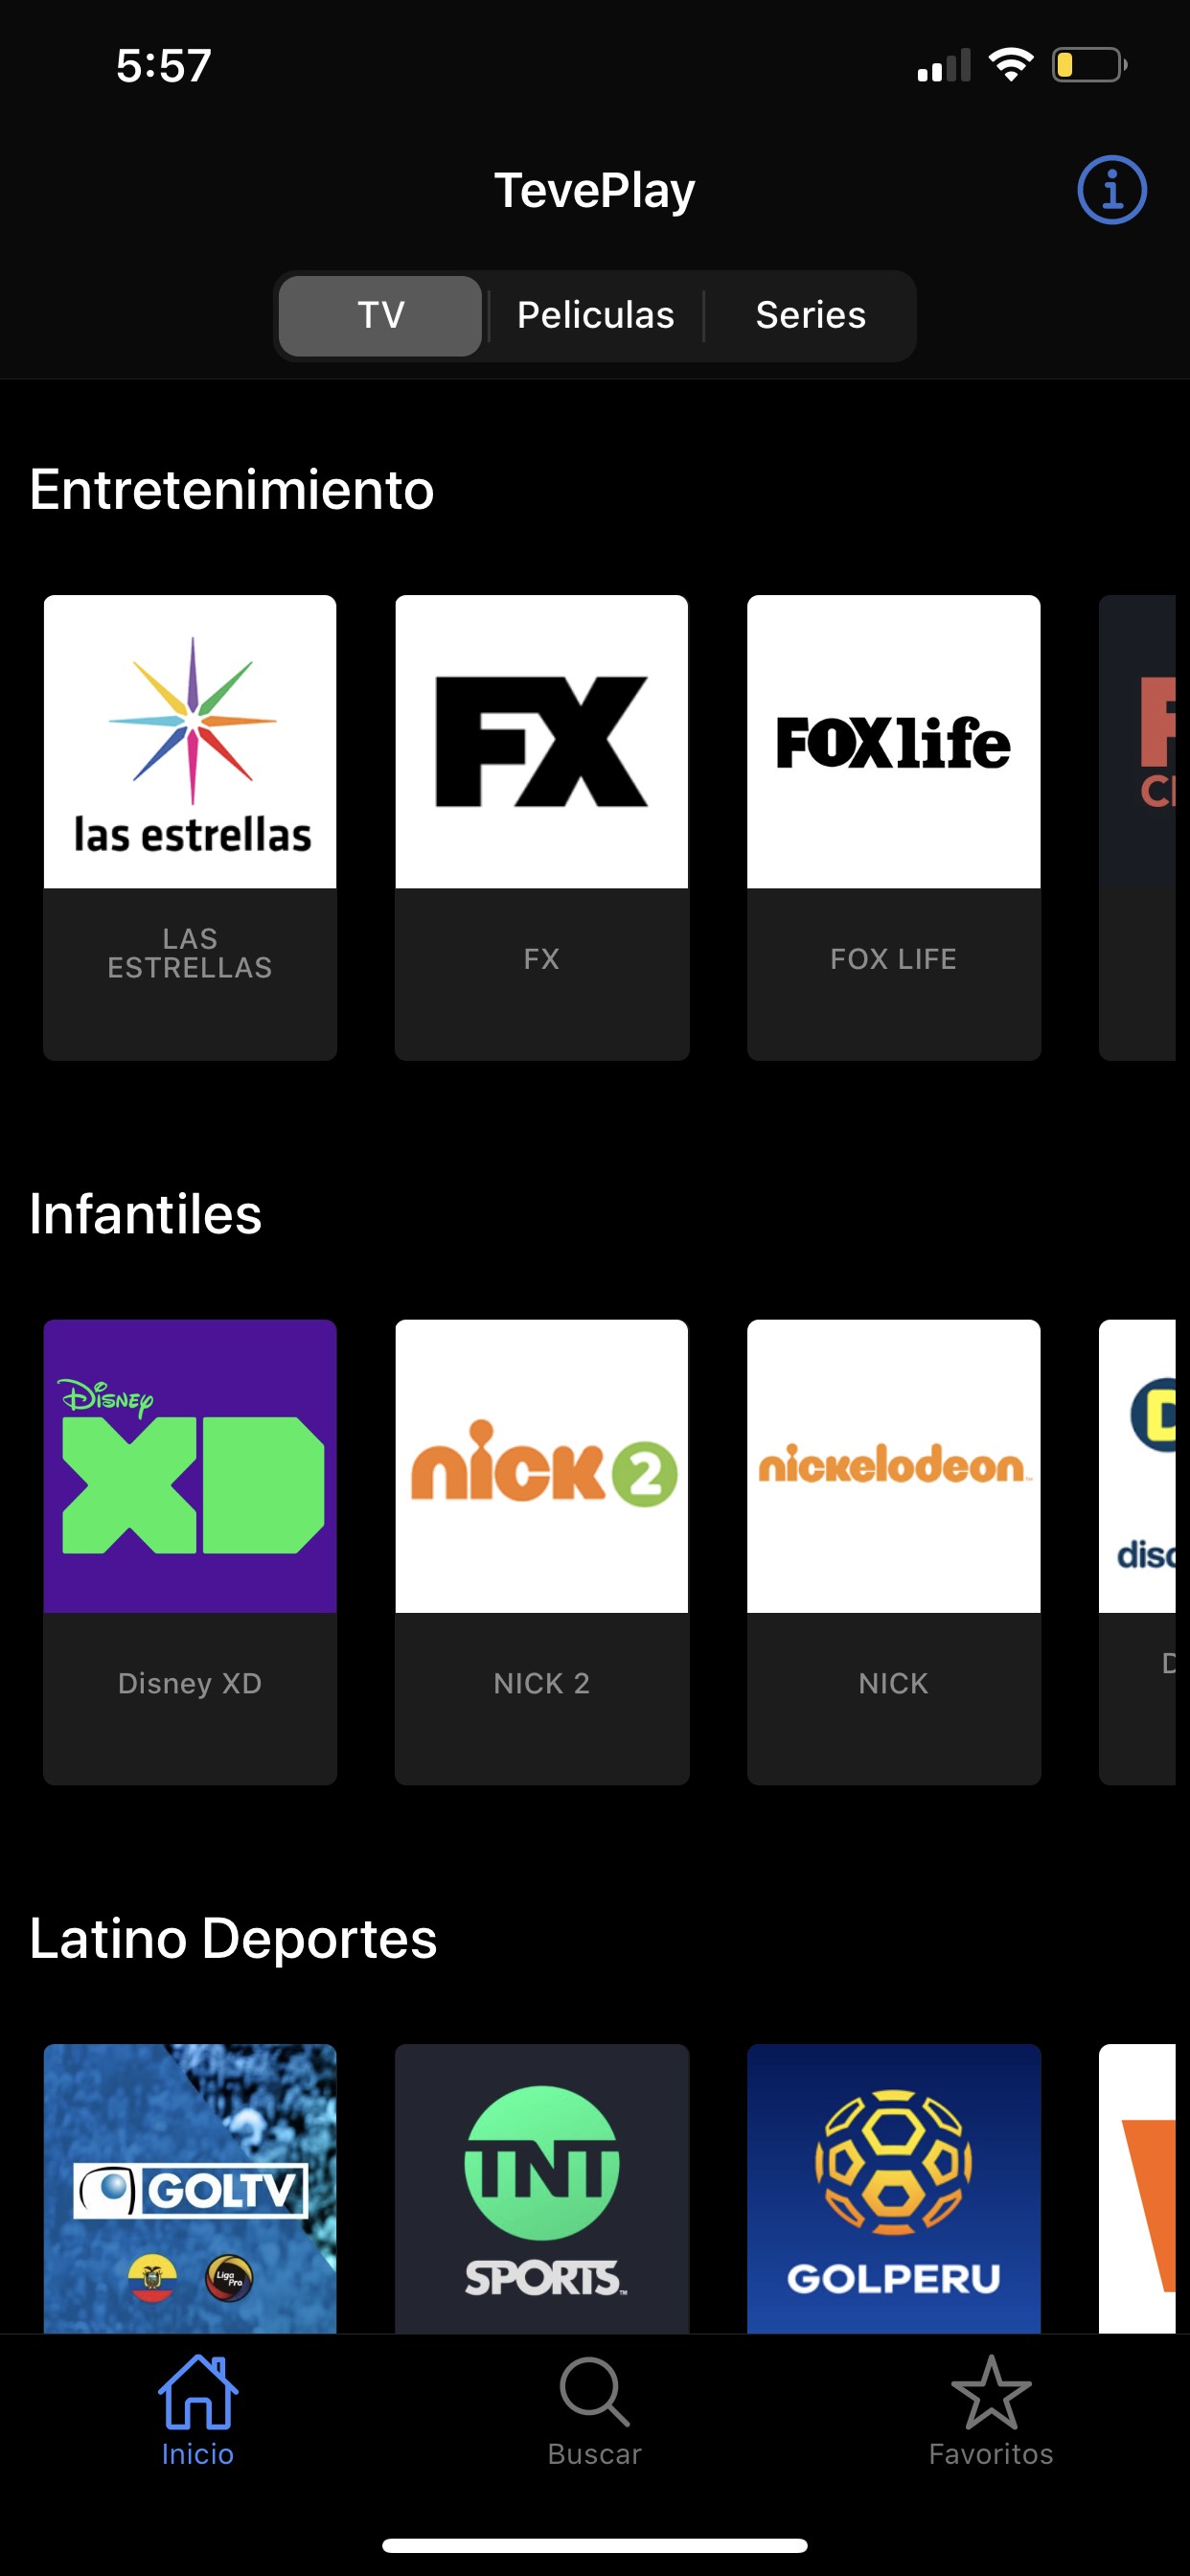 5:57
TevePlay
TV
Peliculas
Series
Entretenimiento
las estrellas
FX
FOXlife
LAS
ESTRELLAS
FX
FOX LIFE
Infantiles
Disney
XD
nick 2
nickelodeon
Disney XD
NICK 2
NICK
Latino Deportes
GOLTV
Liga
Pro
TNT
SPORTS
GOLPERU
Inicio
Buscar
Favoritos